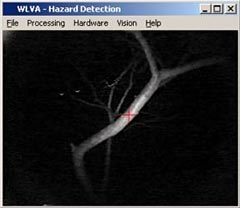 WLVA - Hazard Detection
File Processing Hardware Vision Help